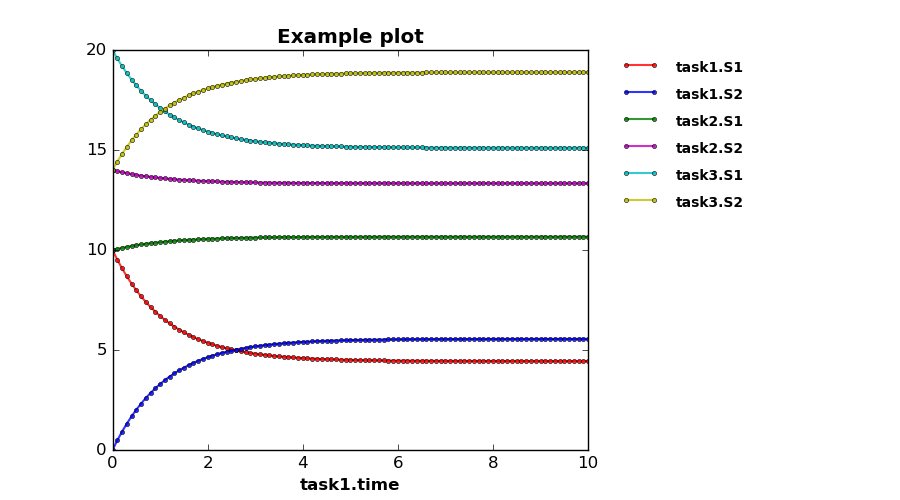 Example plot
20
15
10
5
0
0 2 4 6 8 10
task1.time
task1.S1
task1.S2
task2.S1
task2.S2
task3.S1
task3.S2